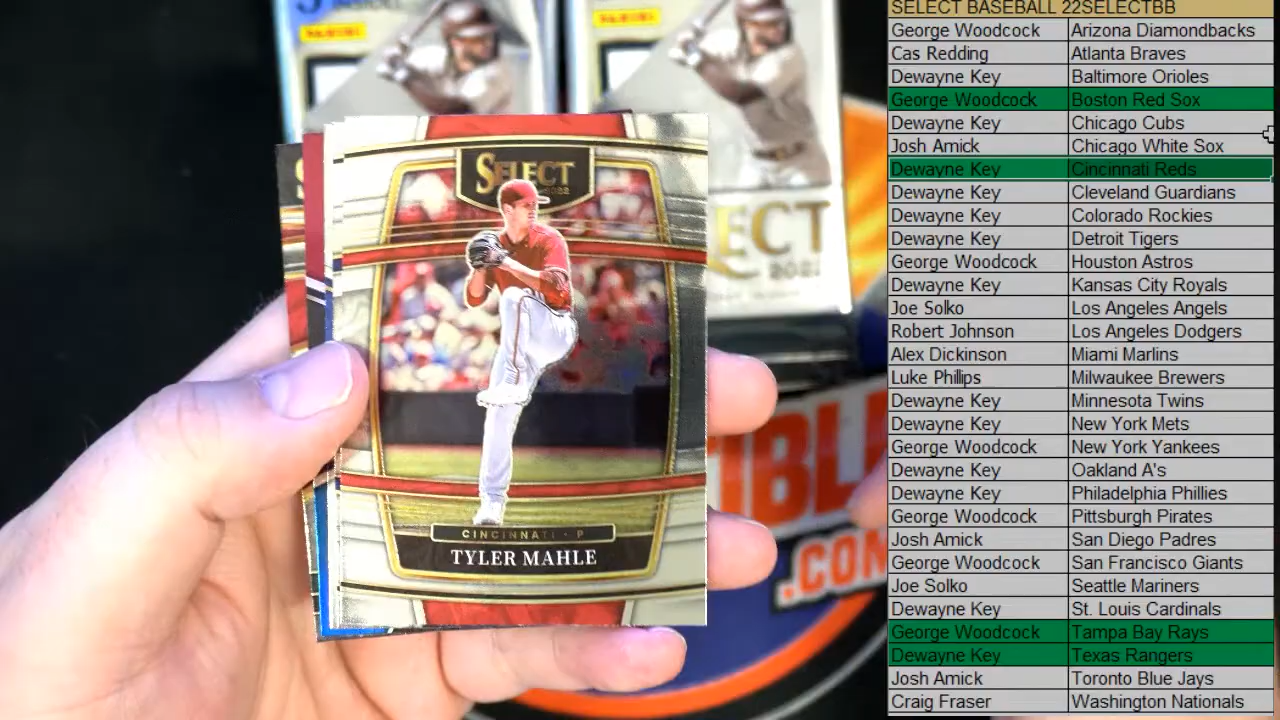 PANINI
PANINI
SELECT
2022
CINCINNATI · P
TYLER MAHLE
ECT
2022
TIBLE
.COM
SELECT BASEBALL 22SELECTBB
George Woodcock Arizona Diamondbacks
Cas Redding Atlanta Braves
Dewayne Key Baltimore Orioles
George Woodcock Boston Red Sox
Dewayne Key Chicago Cubs
Josh Amick Chicago White Sox
Dewayne Key Cincinnati Reds
Dewayne Key Cleveland Guardians
Dewayne Key Colorado Rockies
Dewayne Key Detroit Tigers
George Woodcock Houston Astros
Dewayne Key Kansas City Royals
Joe Solko Los Angeles Angels
Robert Johnson Los Angeles Dodgers
Alex Dickinson Miami Marlins
Luke Phillips Milwaukee Brewers
Dewayne Key Minnesota Twins
Dewayne Key New York Mets
George Woodcock New York Yankees
Dewayne Key Oakland A's
Dewayne Key Philadelphia Phillies
George Woodcock Pittsburgh Pirates
Josh Amick San Diego Padres
George Woodcock San Francisco Giants
Joe Solko Seattle Mariners
Dewayne Key St. Louis Cardinals
George Woodcock Tampa Bay Rays
Dewayne Key Texas Rangers
Josh Amick Toronto Blue Jays
Craig Fraser Washington Nationals